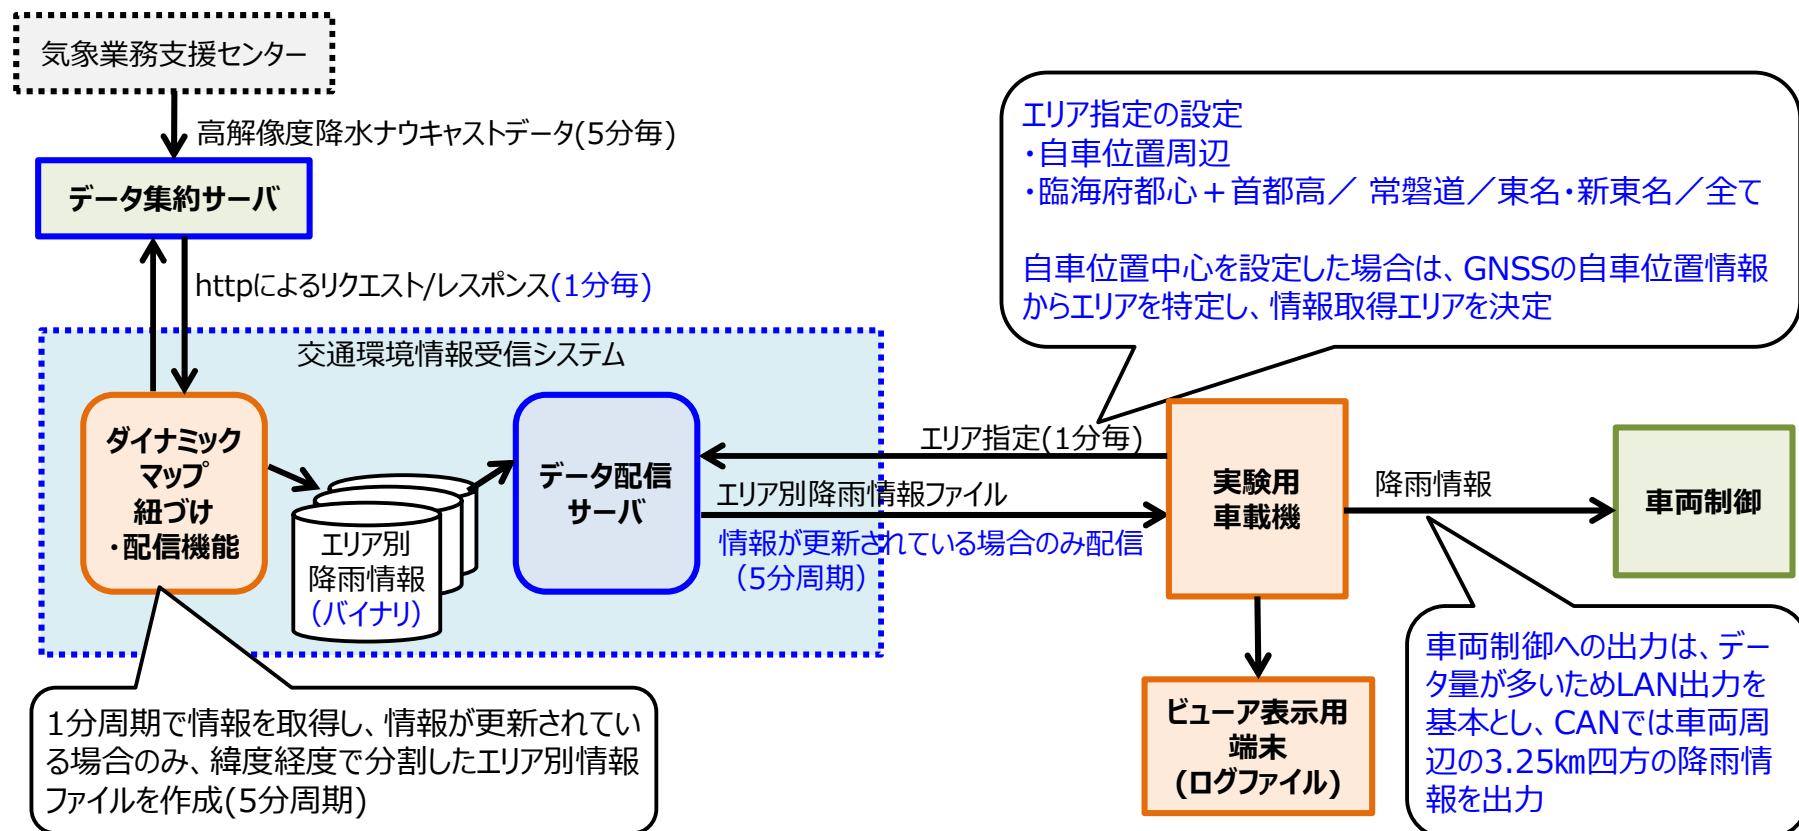 気象業務支援センター
高解像度降水ナウキャストデータ(5分毎)
データ集約サーバ
httpによるリクエスト/レスポンス(1分毎)
エリア指定の設定
・自車位置周辺
・臨海府都心+首都高/ 常磐道/東名・新東名/全て
自車位置中心を設定した場合は、GNSSの自車位置情報
からエリアを特定し、情報取得エリアを決定
交通環境情報受信システム
ダイナミック
マップ
紐づけ
・配信機能
エリア別
降雨情報
(バイナリ)
データ配信
サーバ
エリア指定(1分毎)
エリア別降雨情報ファイル
情報が更新されている場合のみ配信
(5分周期)
実験用
車載機
降雨情報
車両制御
ビューア表示用
端末
(ログファイル)
1分周期で情報を取得し、情報が更新されてい
る場合のみ、緯度経度で分割したエリア別情報
ファイルを作成(5分周期)
車両制御への出力は、デー
タ量が多いためLAN出力を
基本とし、CANでは車両周
辺の3.25㎞四方の降雨情
報を出力